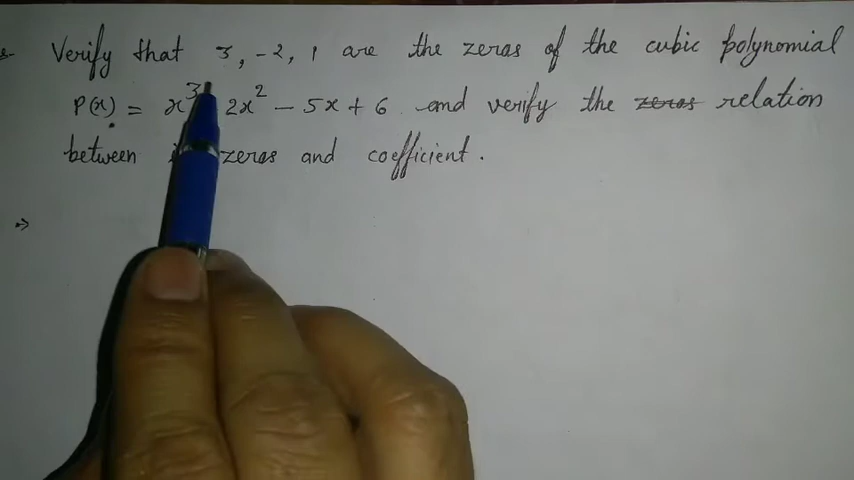 Verify that 3, -2, 1 are the zeros of the cubic polynomial
P(x) = x³ 2x² - 5x + 6 and verify the zeros relation
between zeros and coefficient.
⇒